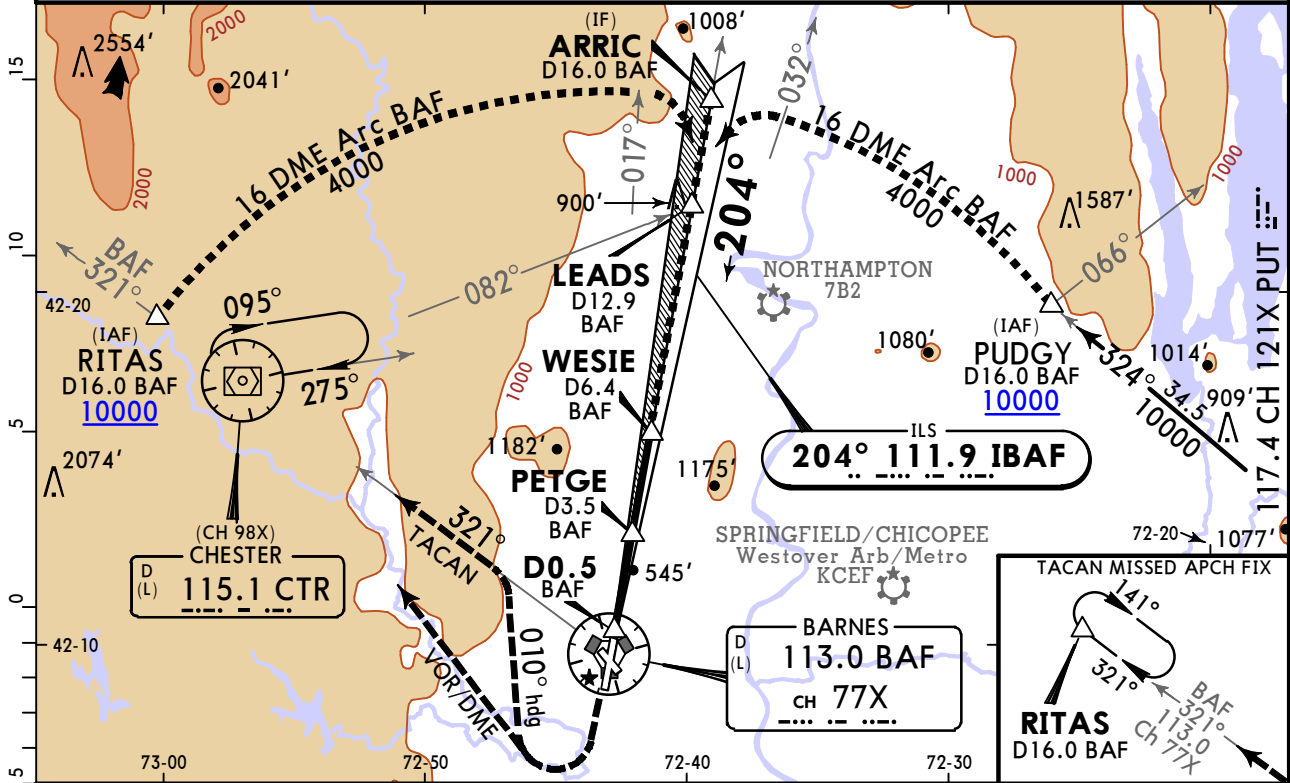 2554'
2000
2041'
2000
(IF)
ARRIC
D16.0 BAF
1008'
032°
017°
16 DME Arc BAF
4000
16 DME Arc BAF
4000
1000
1000
1587'
066°
204°
900'
LEADS
D12.9
BAF
082°
NORTHAMPTON
7B2
BAF
321°
42-20
(IAF)
RITAS
D16.0 BAF
10000
095°
275°
1000
WESIE
D6.4
BAF
1080'
(IAF)
PUDGY
D16.0 BAF
10000
324°
34.5
10000
1014'
909'
117.4 CH 121X PUT
2074'
1182'
PETGE
D3.5
BAF
1175'
ILS
204° 111.9 IBAF
(CH 98X)
CHESTER
D
(L)
115.1 CTR
321°
TACAN
D0.5
BAF
545'
SPRINGFIELD/CHICOPEE
Westover Arb/Metro
KCEF
72-20
1077'
010° hdg
VOR/DME
BARNES
D
(L)
113.0 BAF
CH 77X
TACAN MISSED APCH FIX
141°
321°
BAF
321°
113.0
Ch 77X
RITAS
D16.0 BAF
42-10
15
10
5
0
5
73-00
72-50
72-40
72-30